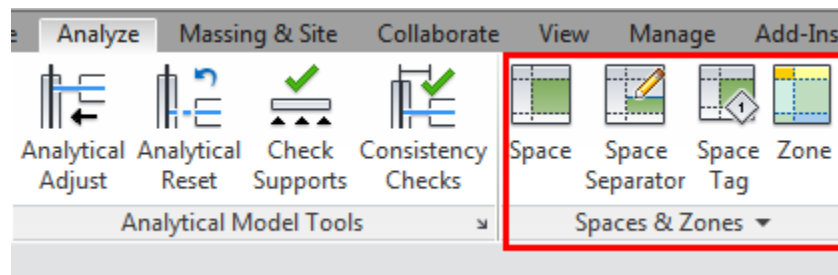 Analyze Massing & Site Collaborate View Manage Add-Ins
Analytical Analytical Check Consistency Space Space Space Zone
Adjust Reset Supports Checks Separator Tag
1
Analytical Model Tools Spaces & Zones